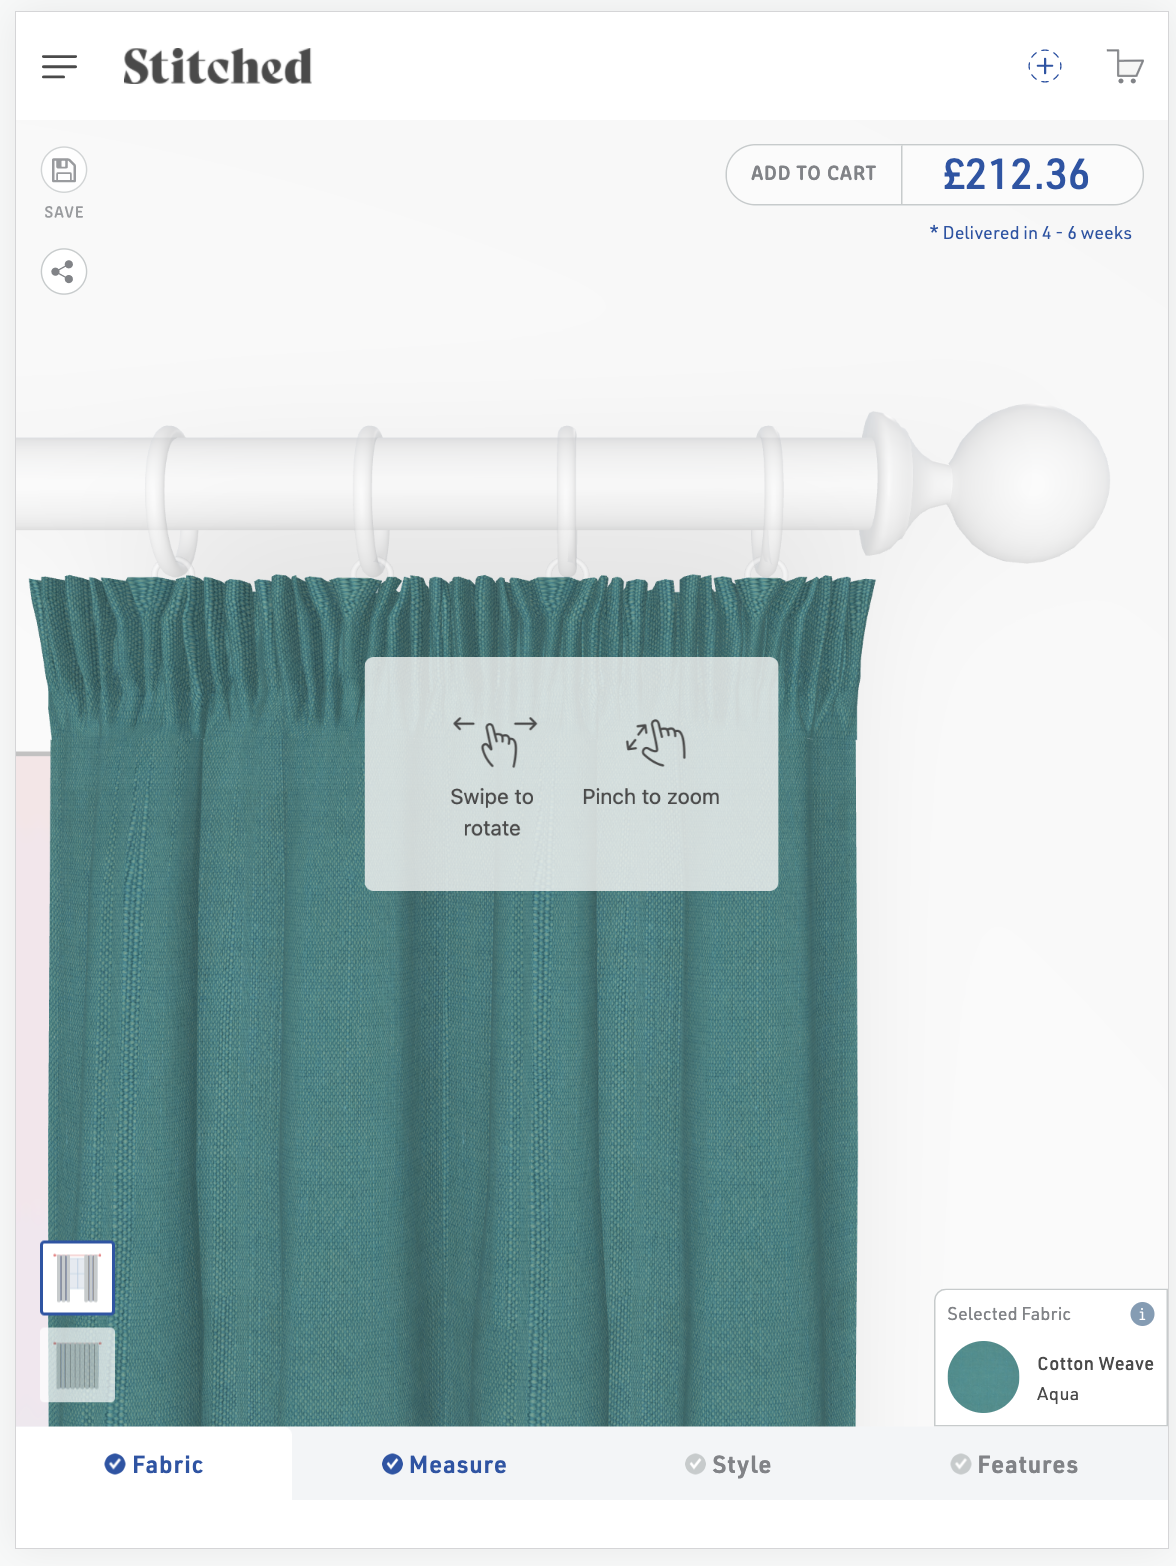 Stitched
SAVE
ADD TO CART
£212.36
* Delivered in 4 - 6 weeks
Swipe to
rotate
Pinch to zoom
Selected Fabric
i
Cotton Weave
Aqua
Fabric
Measure
Style
Features